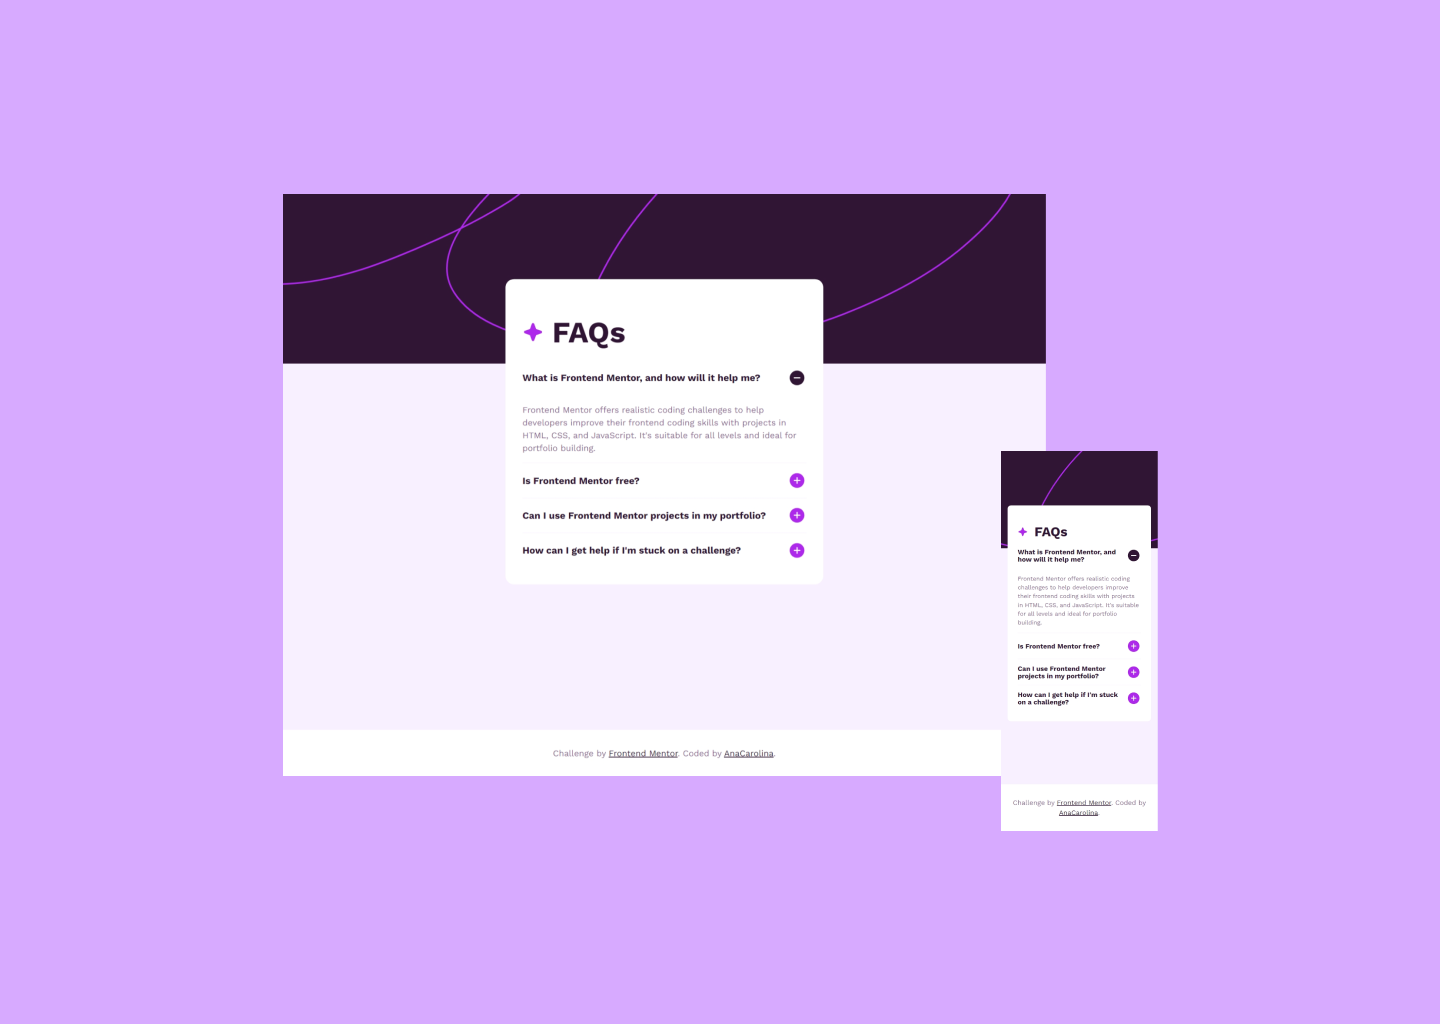 FAQs
What is Frontend Mentor, and how will it help me?
Frontend Mentor offers realistic coding challenges to help
developers improve their frontend coding skills with projects in
HTML, CSS, and JavaScript. It's suitable for all levels and ideal for
portfolio building.
Is Frontend Mentor free?
Can I use Frontend Mentor projects in my portfolio?
How can I get help if I'm stuck on a challenge?
Challenge by Frontend Mentor. Coded by AnaCarolina.
FAQs
What is Frontend Mentor, and
how will it help me?
Frontend Mentor offers realistic coding
challenges to help developers improve
their frontend coding skills with projects
in HTML, CSS, and JavaScript. It's suitable
for all levels and ideal for portfolio
building.
Is Frontend Mentor free?
Can I use Frontend Mentor
projects in my portfolio?
How can I get help if I'm stuck
on a challenge?
Challenge by Frontend Mentor. Coded by
AnaCarolina.